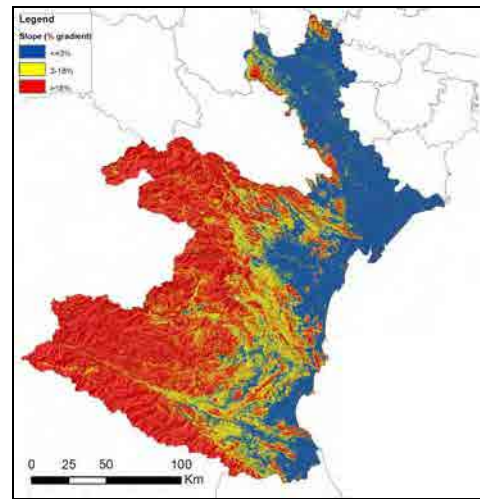 Legend
Slope (% gradient)
<=3%
3-18%
>18%
0 25 50 100
Km